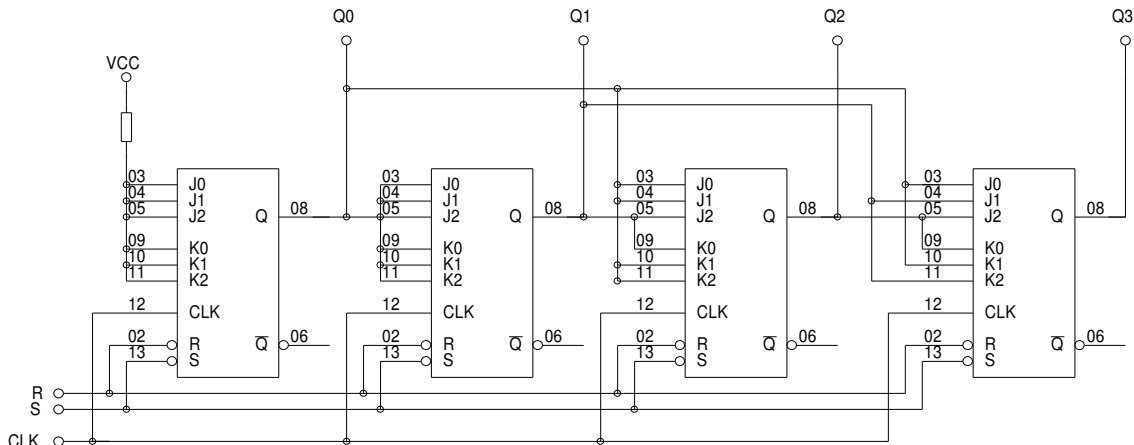 Q0 Q1 Q2 Q3
VCC
03 J0 03 J0 03 J0 03 J0
04 J1 04 J1 04 J1 04 J1
05 J2 Q 08 05 J2 Q 08 05 J2 Q 08 05 J2 Q 08
09 K0 09 K0 09 K0 09 K0
10 K1 10 K1 10 K1 10 K1
11 K2 11 K2 11 K2 11 K2
12 CLK 12 CLK 12 CLK 12 CLK
02 R Q 06 02 R Q 06 02 R Q 06 02 R Q 06
13 S 13 S 13 S 13 S
R
S
CLK